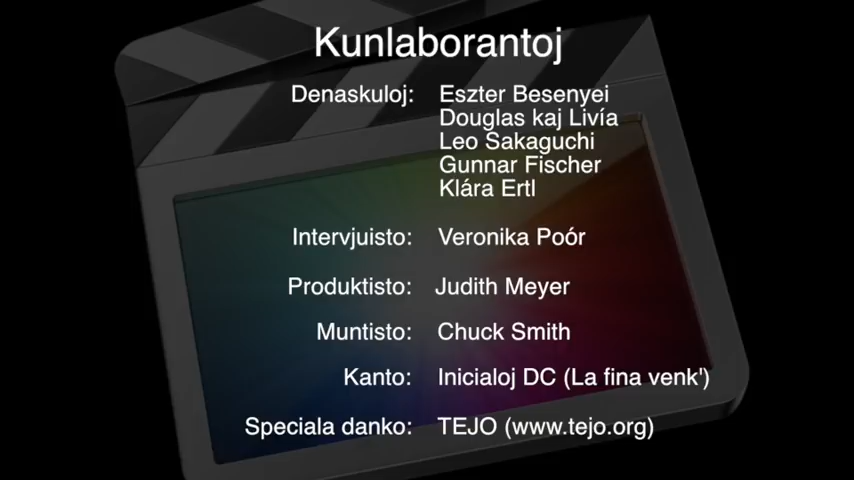 Kunlaborantoj
Denaskuloj: Eszter Besenyei
Douglas kaj Livía
Leo Sakaguchi
Gunnar Fischer
Klára Ertl
Intervjuisto: Veronika Poór
Produktisto: Judith Meyer
Muntisto: Chuck Smith
Kanto: Inicialoj DC (La fina venk')
Speciala danko: TEJO (www.tejo.org)